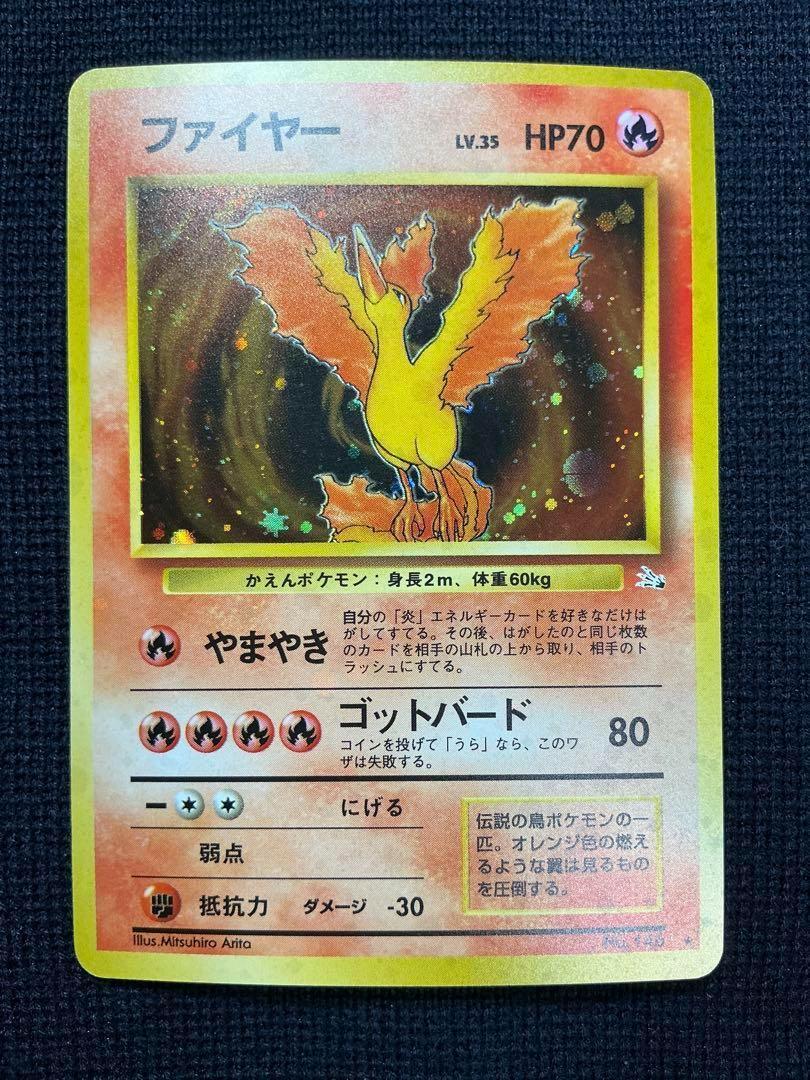 ファイヤー LV.35 HP70
かえんポケモン：身長2m、体重60kg
やまやき
自分の「炎」エネルギーカードを好きなだけは
がしてすてる。その後、はがしたのと同じ枚数
のカードを相手の山札の上から取り、相手のト
ラッシュにすてる。
ゴッドバード 80
コインを投げて「うら」なら、このワ
ザは失敗する。
にげる
弱点
抵抗力 ダメージ -30
伝説の鳥ポケモンの一
匹。オレンジ色の燃え
るような翼は見るもの
を圧倒する。
Illus.Mitsuhiro Arita
No. 146